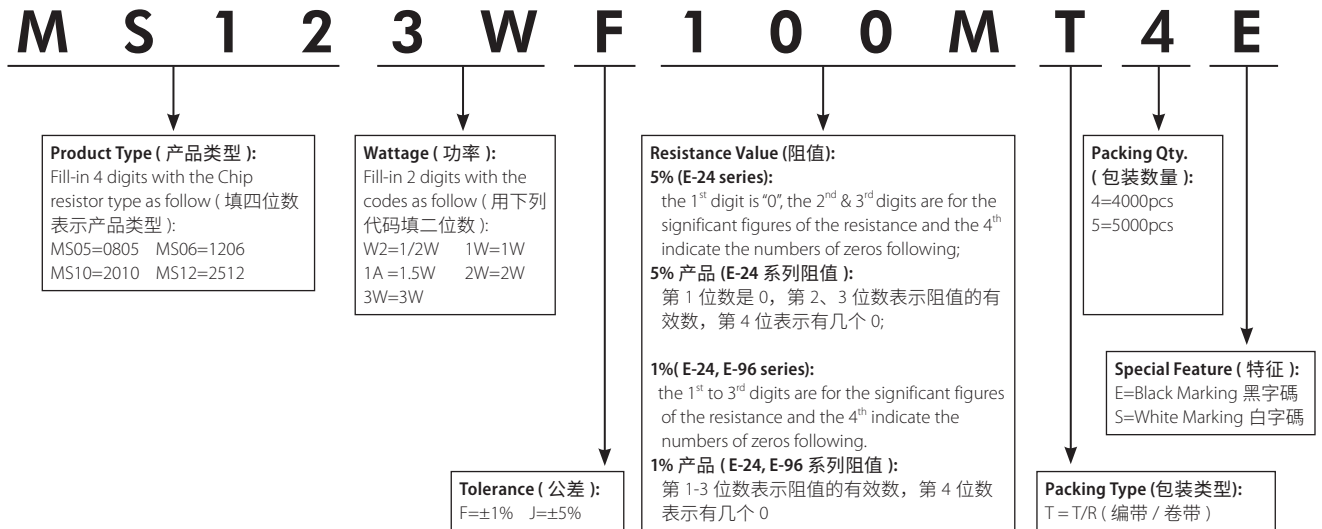 M S 1 2 3 W F 1 0 0 M T 4 E
Product Type ( 产品类型 ):
Fill-in 4 digits with the Chip
resistor type as follow ( 填四位数
表示产品类型 ):
MS05=0805 MS06=1206
MS10=2010 MS12=2512
Wattage ( 功率 ):
Fill-in 2 digits with the
codes as follow ( 用下列
代码填二位数 ):
W2=1/2W 1W=1W
1A =1.5W 2W=2W
3W=3W
Tolerance ( 公差 ):
F=±1% J=±5%
Resistance Value (阻值):
5% (E-24 series):
the 1st digit is "0", the 2nd & 3rd digits are for the
significant figures of the resistance and the 4th
indicate the numbers of zeros following;
5% 产品 (E-24 系列阻值 ):
第 1 位数是 0，第 2、3 位数表示阻值的有
效数，第 4 位表示有几个 0;
1%( E-24, E-96 series):
the 1st to 3rd digits are for the significant figures
of the resistance and the 4th indicate the
numbers of zeros following.
1% 产品 ( E-24, E-96 系列阻值 ):
第 1-3 位数表示阻值的有效数，第 4 位数
表示有几个 0
Packing Qty.
( 包装数量 ):
4=4000pcs
5=5000pcs
Special Feature ( 特征 ):
E=Black Marking 黑字碼
S=White Marking 白字碼
Packing Type (包装类型):
T = T/R ( 编带 / 卷带 )